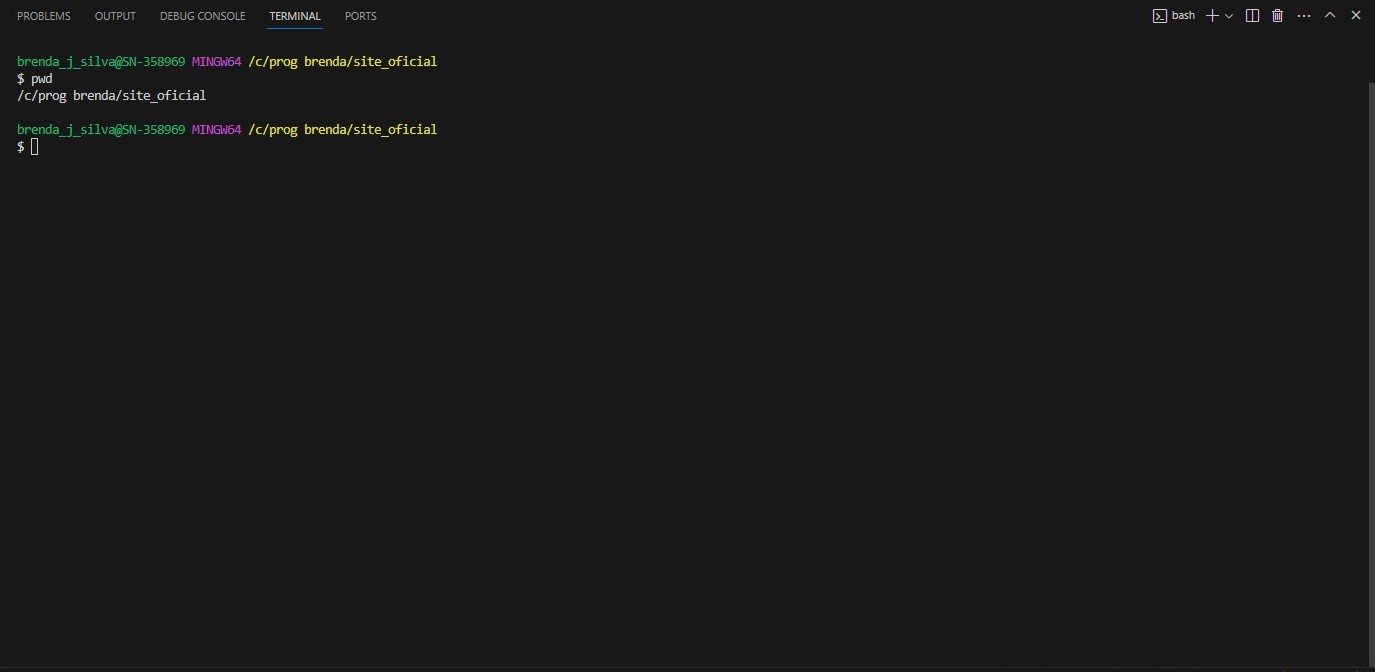 PROBLEMS OUTPUT DEBUG CONSOLE TERMINAL PORTS bash
brenda_j_silva@SN-358969 MINGW64 /c/prog brenda/site_oficial
$ pwd
/c/prog brenda/site_oficial
brenda_j_silva@SN-358969 MINGW64 /c/prog brenda/site_oficial
$